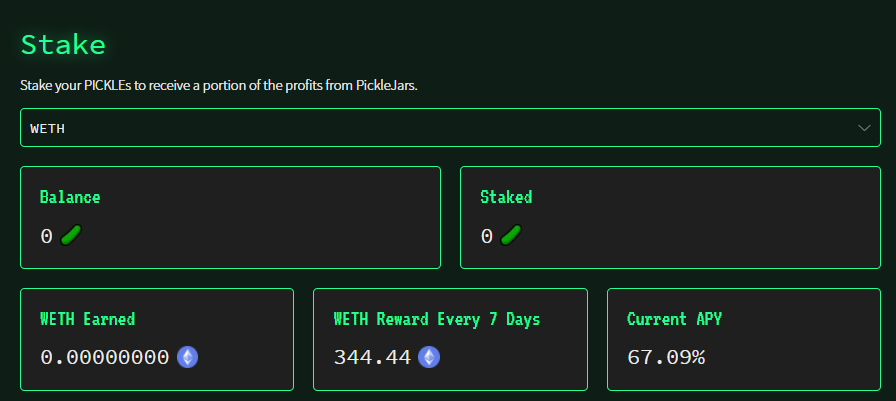 Stake
Stake your PICKLEs to receive a portion of the profits from PickleJars.
WETH
Balance
0
Staked
0
WETH Earned
0.00000000
WETH Reward Every 7 Days
344.44
Current APY
67.09%